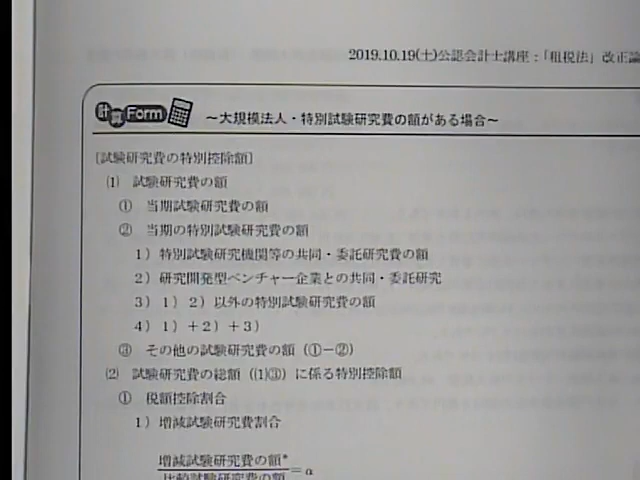 2019.10.19(土)公認会計士講座：「租税法」改正論
計算Form
～大規模法人・特別試験研究費の額がある場合～
[試験研究費の特別控除額]
⑴ 試験研究費の額
① 当期試験研究費の額
② 当期の特別試験研究費の額
1）特別試験研究機関等の共同・委託研究費の額
2）研究開発型ベンチャー企業との共同・委託研究
3）1）2）以外の特別試験研究費の額
4）1）＋2）＋3）
③ その他の試験研究費の額（①－②）
⑵ 試験研究費の総額（⑴③）に係る特別控除額
① 税額控除割合
1）増減試験研究費割合
増減試験研究費の額* ＝α
比較試験研究費の額